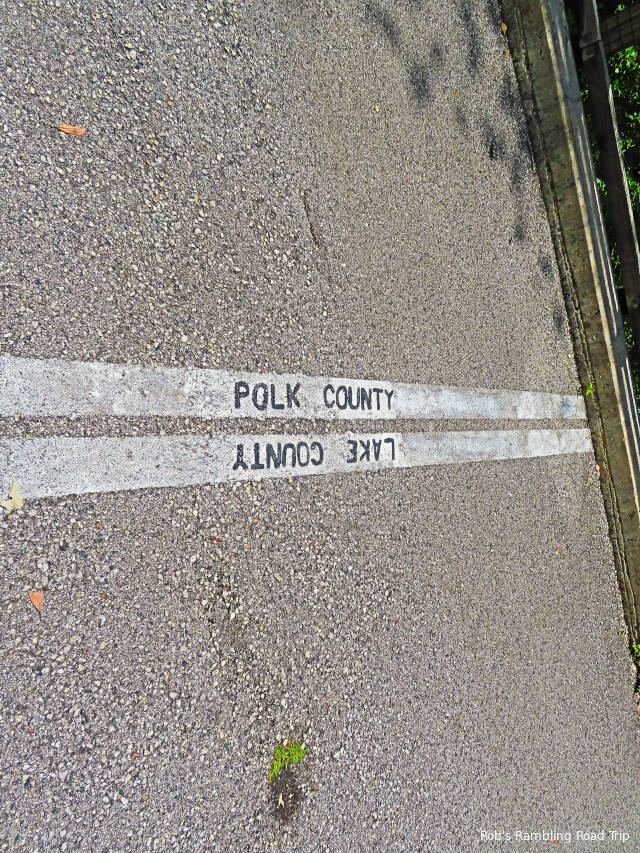 POLK COUNTY
LAKE COUNTY
Rob's Rambling Road Trip